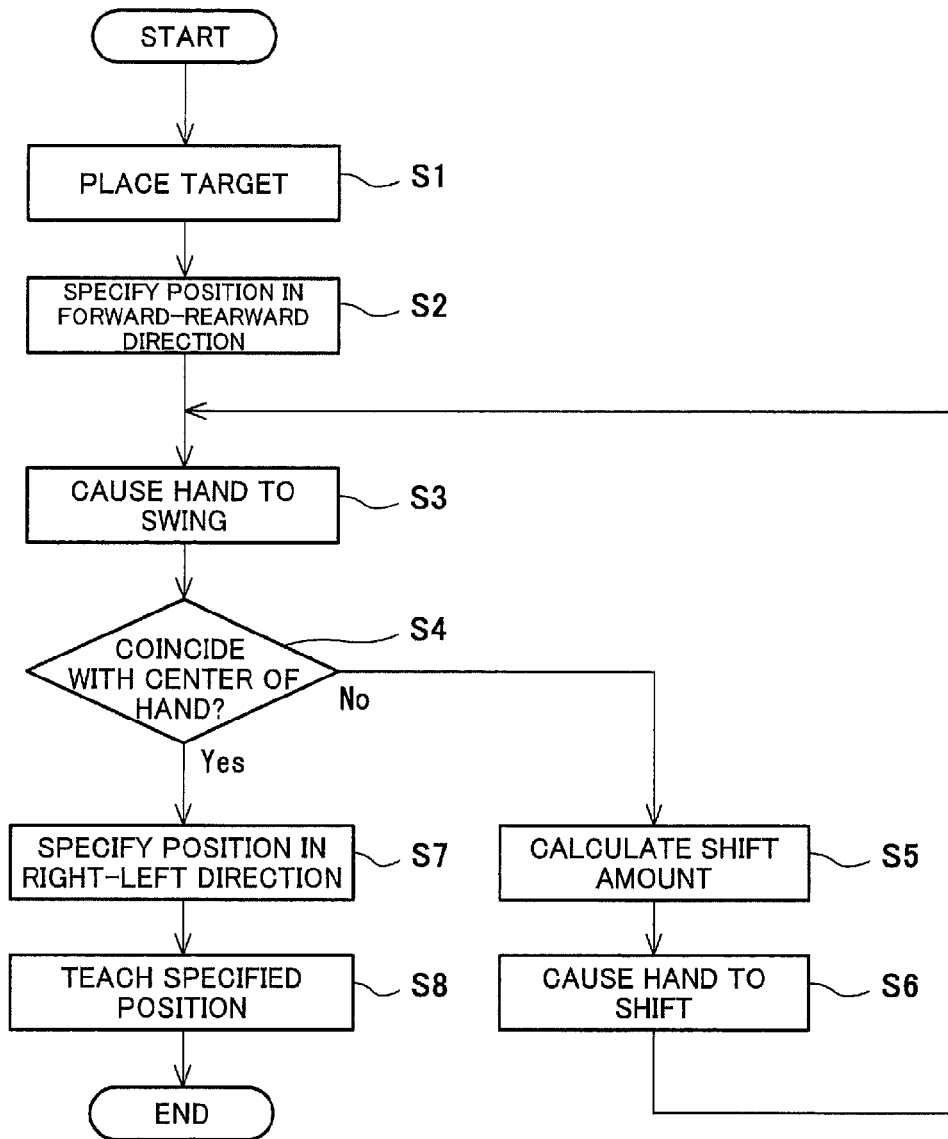 START
PLACE TARGET
S1
SPECIFY POSITION IN
FORWARD-REARWARD
DIRECTION
S2
CAUSE HAND TO
SWING
S3
COINCIDE
WITH CENTER OF
HAND?
S4
No
Yes
SPECIFY POSITION IN
RIGHT-LEFT DIRECTION
S7
CALCULATE SHIFT
AMOUNT
S5
TEACH SPECIFIED
POSITION
S8
CAUSE HAND TO
SHIFT
S6
END